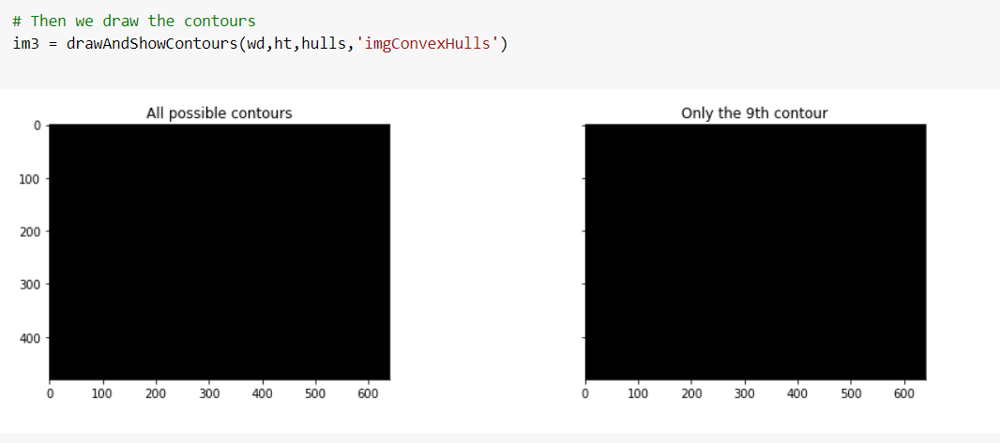 # Then we draw the contours
im3 = drawAndShowContours(wd,ht,hulls,'imgConvexHulls')
All possible contours
Only the 9th contour
0
100
200
300
400
0 100 200 300 400 500 600
0 100 200 300 400 500 600